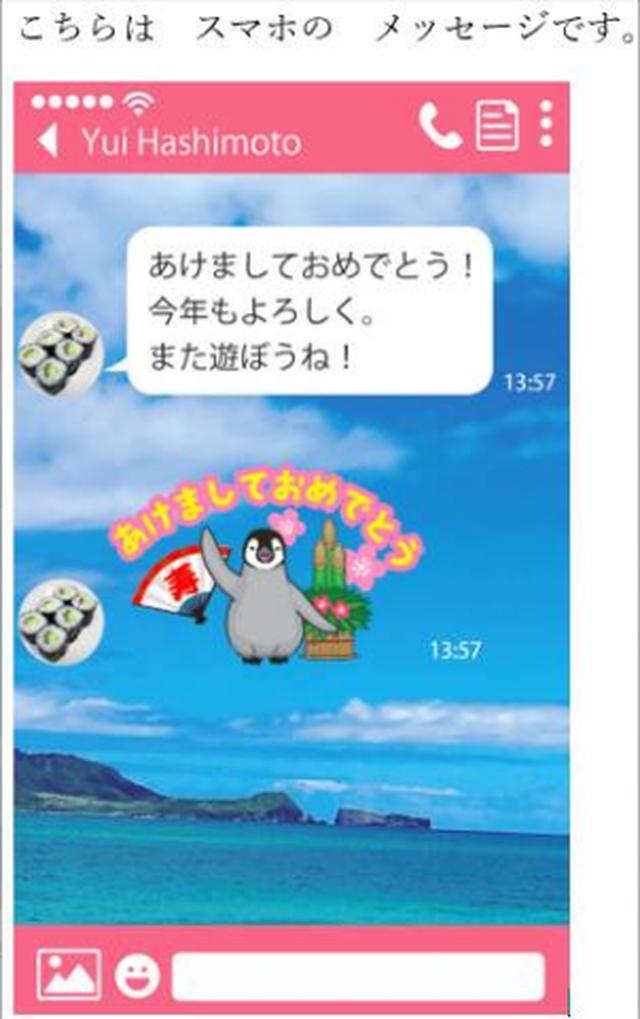 こちらは　スマホの　メッセージです。
Yui Hashimoto
あけましておめでとう！
今年もよろしく。
また遊ぼうね！
13:57
あけましておめでとう
寿
13:57